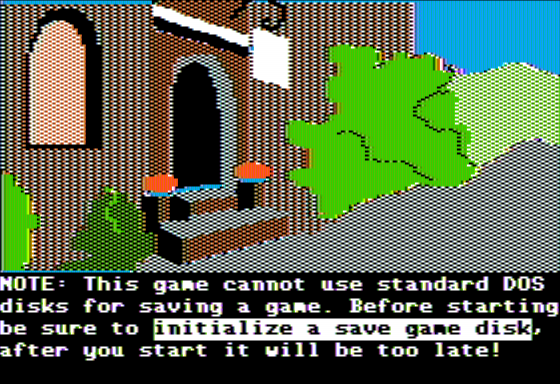 NOTE: This game cannot use standard DOS
disks for saving a game. Before starting
be sure to initialize a save game disk,
after you start it will be too late!